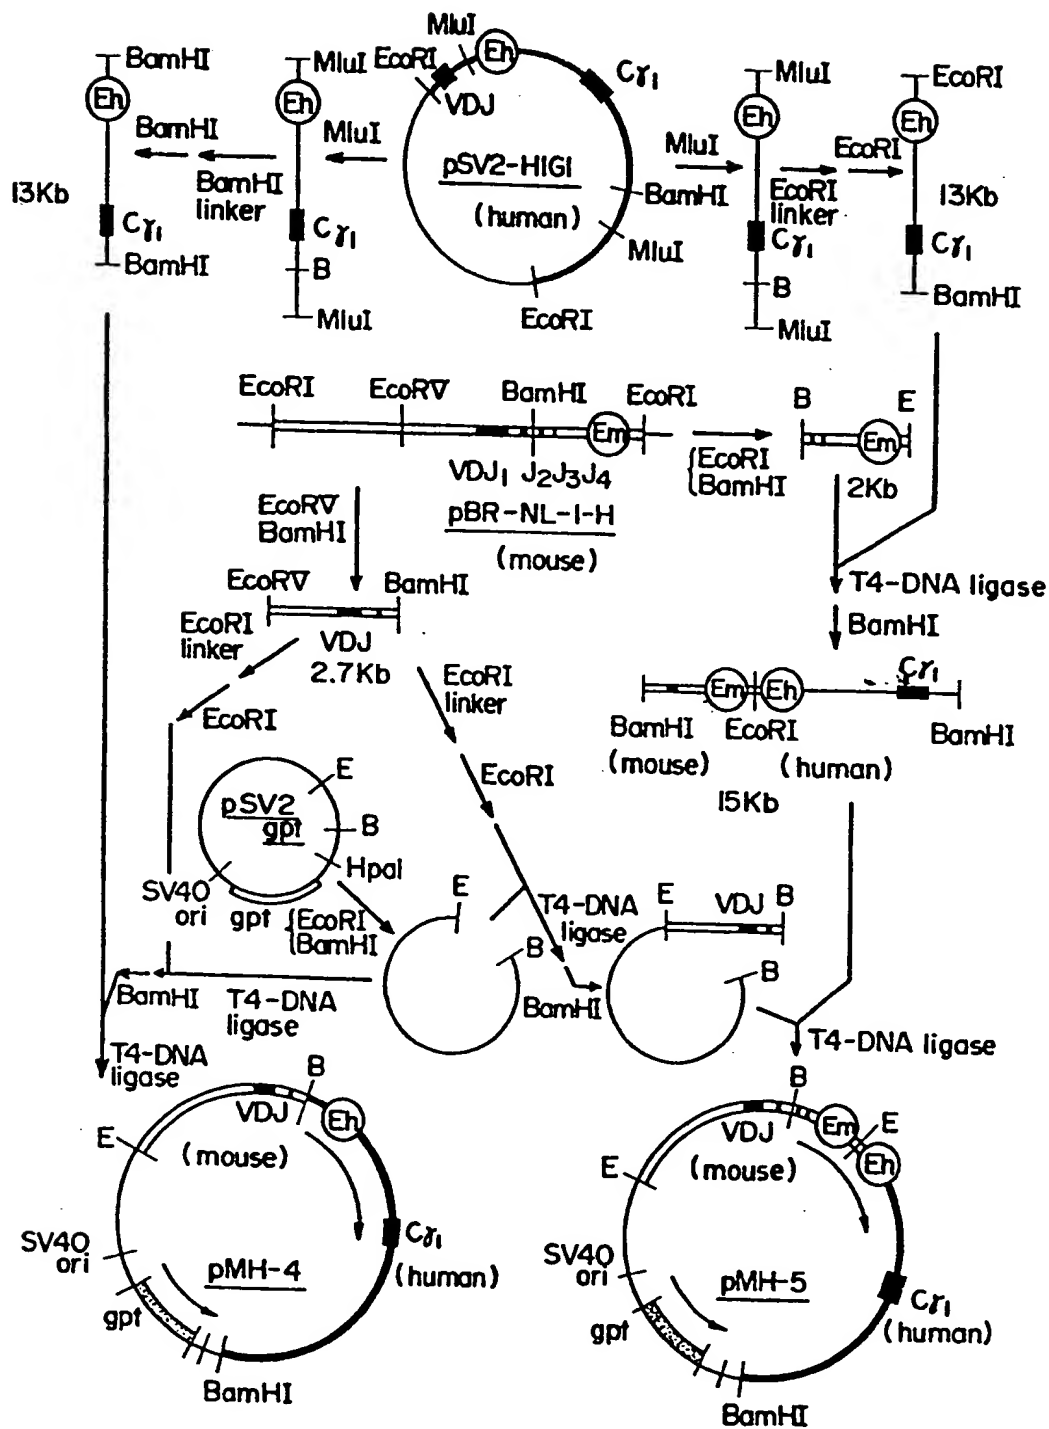 MluI
EcoRI
Eh
Cγ1
VDJ
pSV2-HIGI
(human)
BamHI
MluI
EcoRI
BamHI
Eh
13Kb
Cγ1
BamHI
BamHI
BamHI
linker
MluI
Eh
Cγ1
B
MluI
MluI
MluI
MluI
Eh
Cγ1
B
MluI
EcoRI
linker
EcoRI
EcoRI
Eh
13Kb
Cγ1
BamHI
EcoRI
EcoRV
BamHI
EcoRI
Em
VDJ1 J2J3J4
pBR-NL-1-H
(mouse)
{EcoRI
{BamHI
B
E
Em
2Kb
EcoRV
BamHI
EcoRV
BamHI
VDJ
2.7Kb
T4-DNA ligase
BamHI
EcoRI
linker
EcoRI
EcoRI
linker
EcoRI
Em
Eh
Cγ1
BamHI
(mouse)
EcoRI
(human)
BamHI
15Kb
pSV2
gpt
E
B
HpaI
SV40
ori
gpt
{EcoRI
{BamHI
E
B
T4-DNA
ligase
BamHI
E
VDJ
B
B
BamHI
T4-DNA
ligase
T4-DNA
ligase
T4-DNA ligase
B
VDJ
Eh
E
(mouse)
SV40
ori
pMH-4
Cγ1
(human)
gpt
BamHI
B
VDJ
Em
E
Eh
E
(mouse)
SV40
ori
pMH-5
Cγ1
(human)
gpt
BamHI